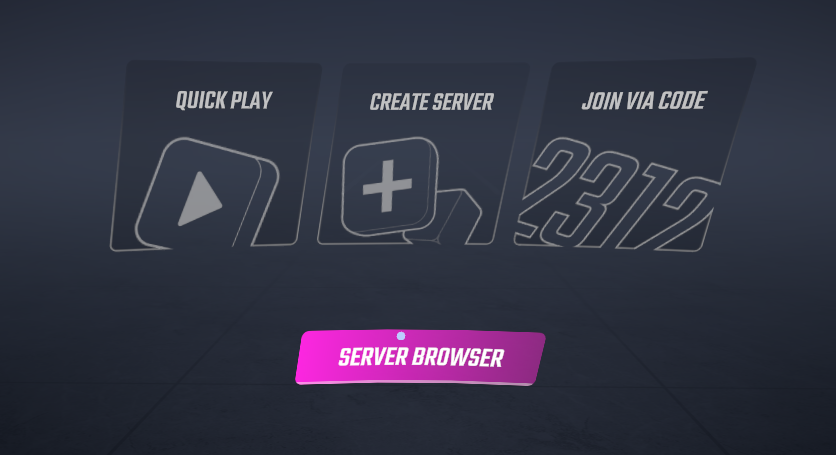 QUICK PLAY
CREATE SERVER
JOIN VIA CODE
2312
SERVER BROWSER